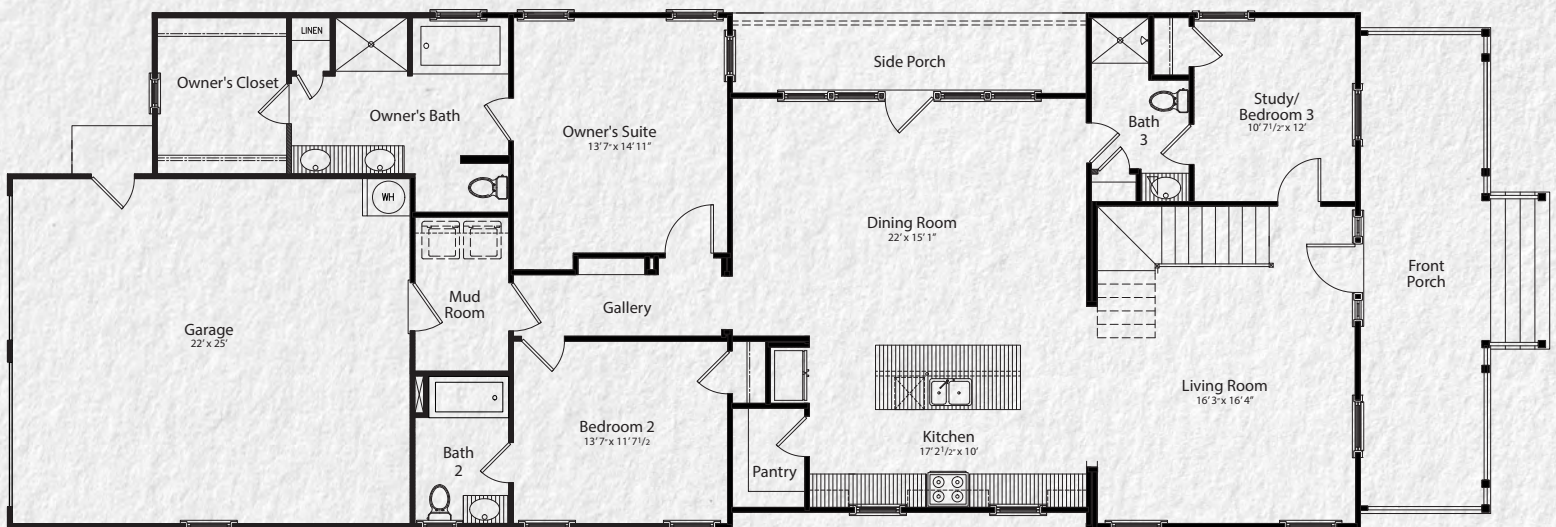 LINEN
Owner's Closet
Owner's Bath
Owner's Suite
13'7" x 14'11"
Side Porch
Bath
3
Study/
Bedroom 3
10' 7 1/2" x 12'
WH
Dining Room
22' x 15' 1"
Front
Porch
Mud
Room
Gallery
Garage
22' x 25'
Living Room
16' 3" x 16' 4"
Bedroom 2
13' 7" x 11' 7 1/2
Bath
2
Kitchen
17' 2 1/2" x 10'
Pantry